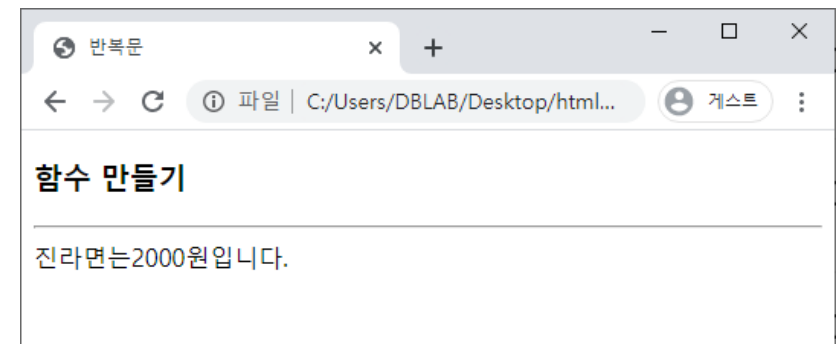 반복문
파일 | C:/Users/DBLAB/Desktop/html... 게스트
함수 만들기
진라면는2000원입니다.